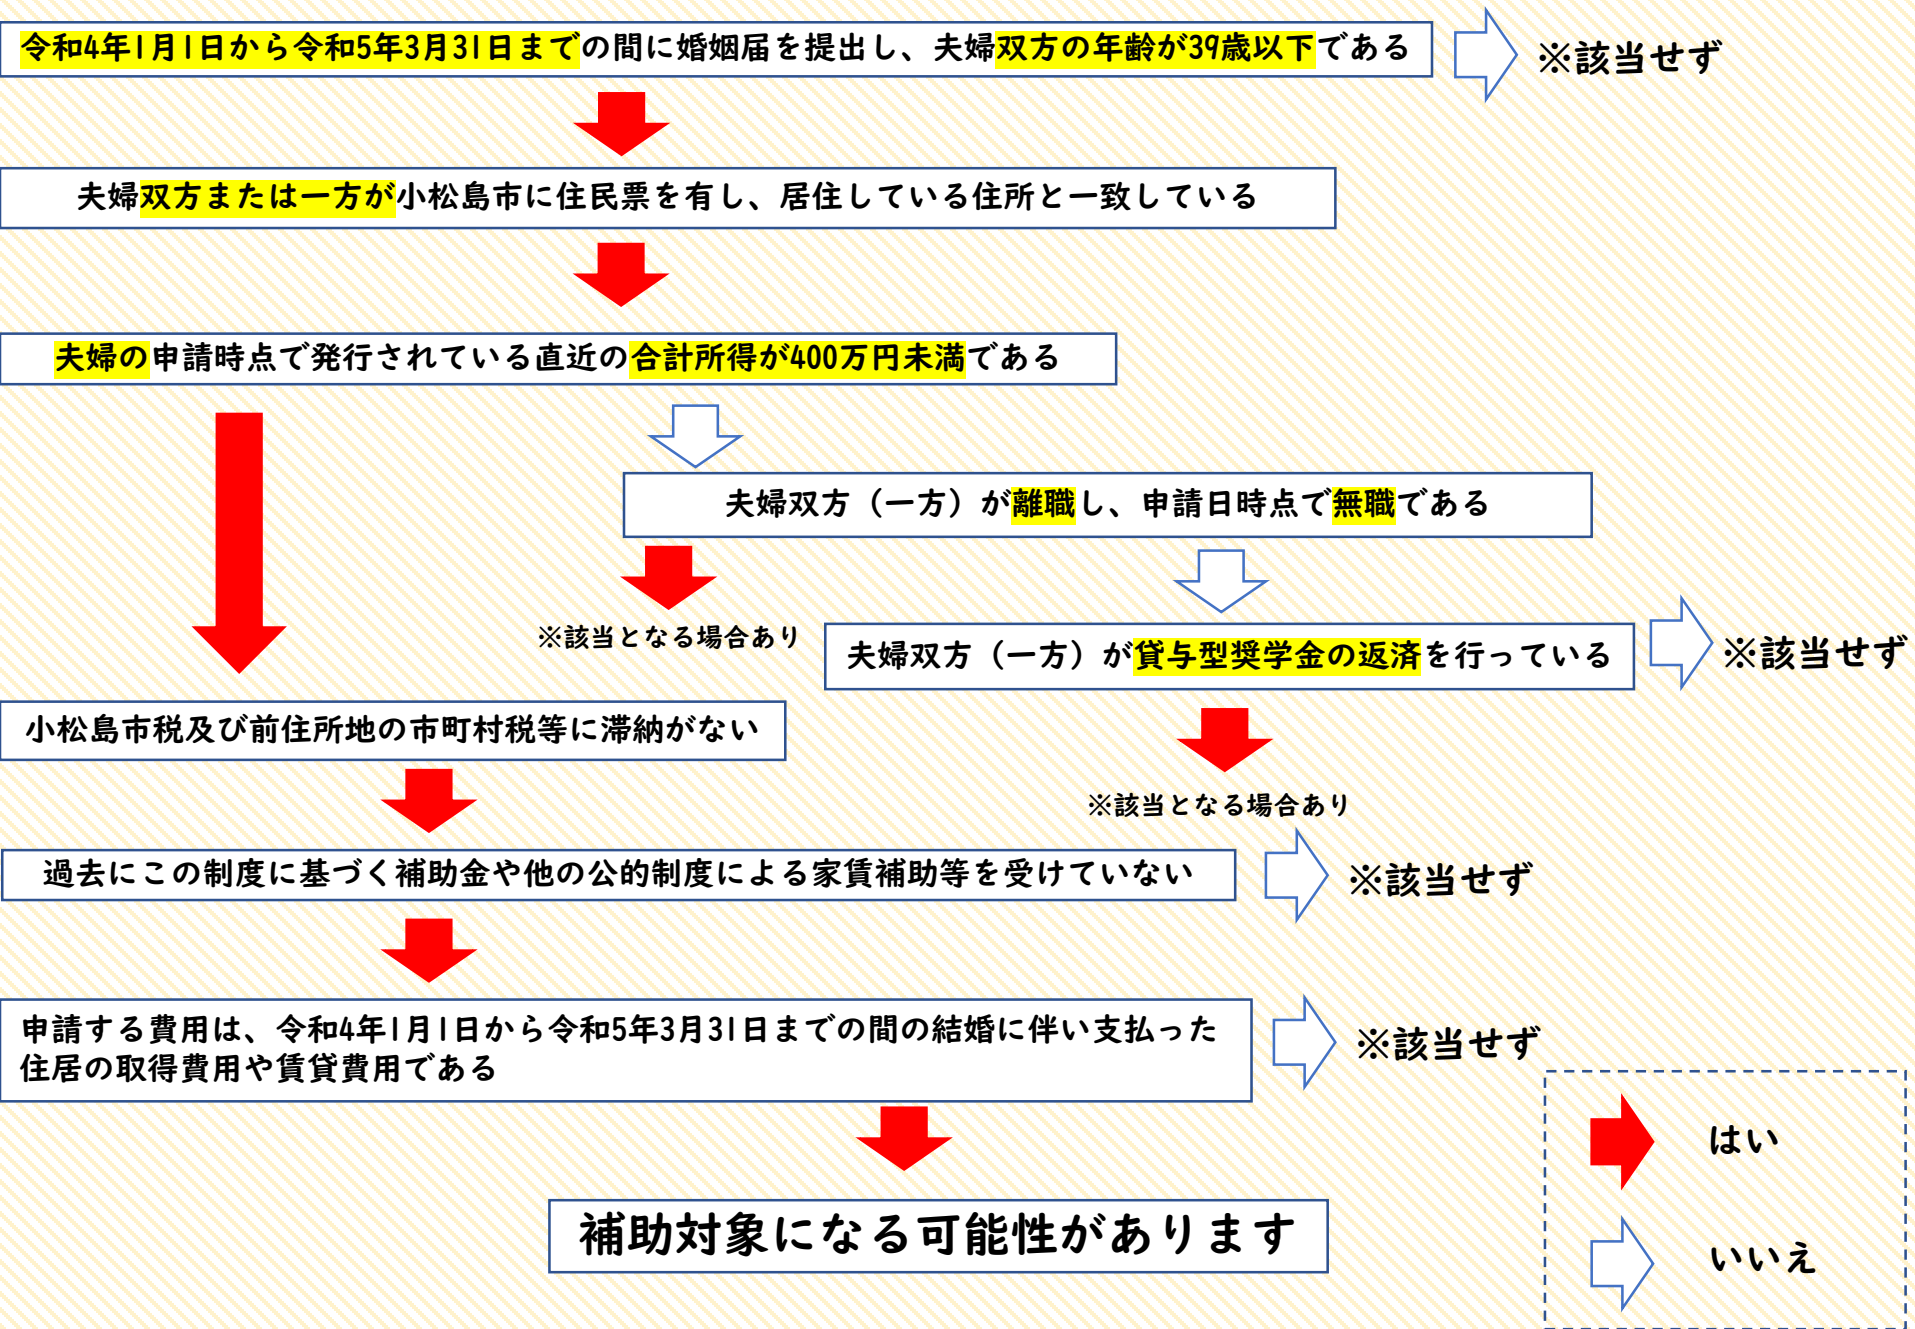 令和4年1月1日から令和5年3月31日までの間に婚姻届を提出し、夫婦双方の年齢が39歳以下である
※該当せず
夫婦双方または一方が小松島市に住民票を有し、居住している住所と一致している
夫婦の申請時点で発行されている直近の合計所得が400万円未満である
夫婦双方（一方）が離職し、申請日時点で無職である
※該当となる場合あり
夫婦双方（一方）が貸与型奨学金の返済を行っている
※該当せず
小松島市税及び前住所地の市町村税等に滞納がない
※該当となる場合あり
過去にこの制度に基づく補助金や他の公的制度による家賃補助等を受けていない
※該当せず
申請する費用は、令和4年1月1日から令和5年3月31日までの間の結婚に伴い支払った
住居の取得費用や賃貸費用である
※該当せず
はい
補助対象になる可能性があります
いいえ